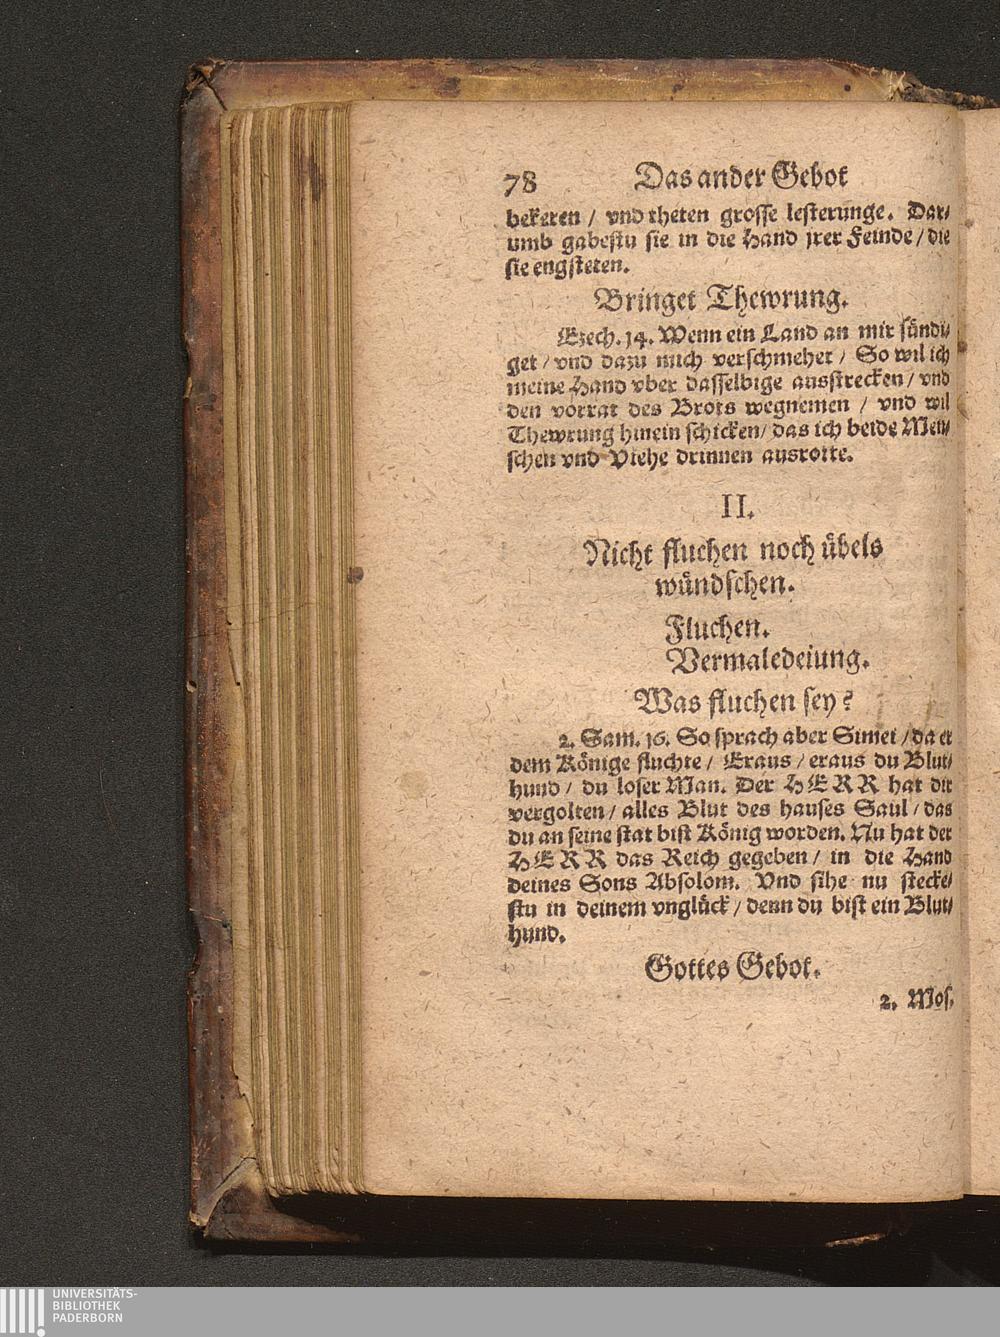 78 Das ander Gebot
bekeren / vnd theten grosse lesterunge. Dar⸗
umb gabestu sie in die Hand jrer Feinde / die
sie engsteten.
Bringet Thewrung.
Ezech. 14. Wenn ein Land an mir sündi⸗
get / vnd dazu mich verschmehet / So wil ich
meine Hand vber dasselbige ausstrecken / vnd
den vorrat des Brots wegnemen / vnd wil
Thewrung hinein schicken / das ich beide Men⸗
schen vnd Viehe drinnen ausrotte.
II.
Nicht fluchen noch übels
wündschen.
Fluchen.
Vermaledeiung.
Was fluchen sey?
2. Sam. 16. So sprach aber Simei / da er
dem Könige fluchte / Eraus / eraus du Blut⸗
hund / du loser Man. Der HERR hat dir
vergolten / alles Blut des hauses Saul / das
du an seine stat bist König worden. Nu hat der
HERR das Reich gegeben / in die Hand
deines Sons Absolom. Vnd sihe nu stecke⸗
stu in deinem vnglück / denn du bist ein Blut⸗
hund.
Gottes Gebot.
2. Mos.
UNIVERSITÄTS-
BIBLIOTHEK
PADERBORN